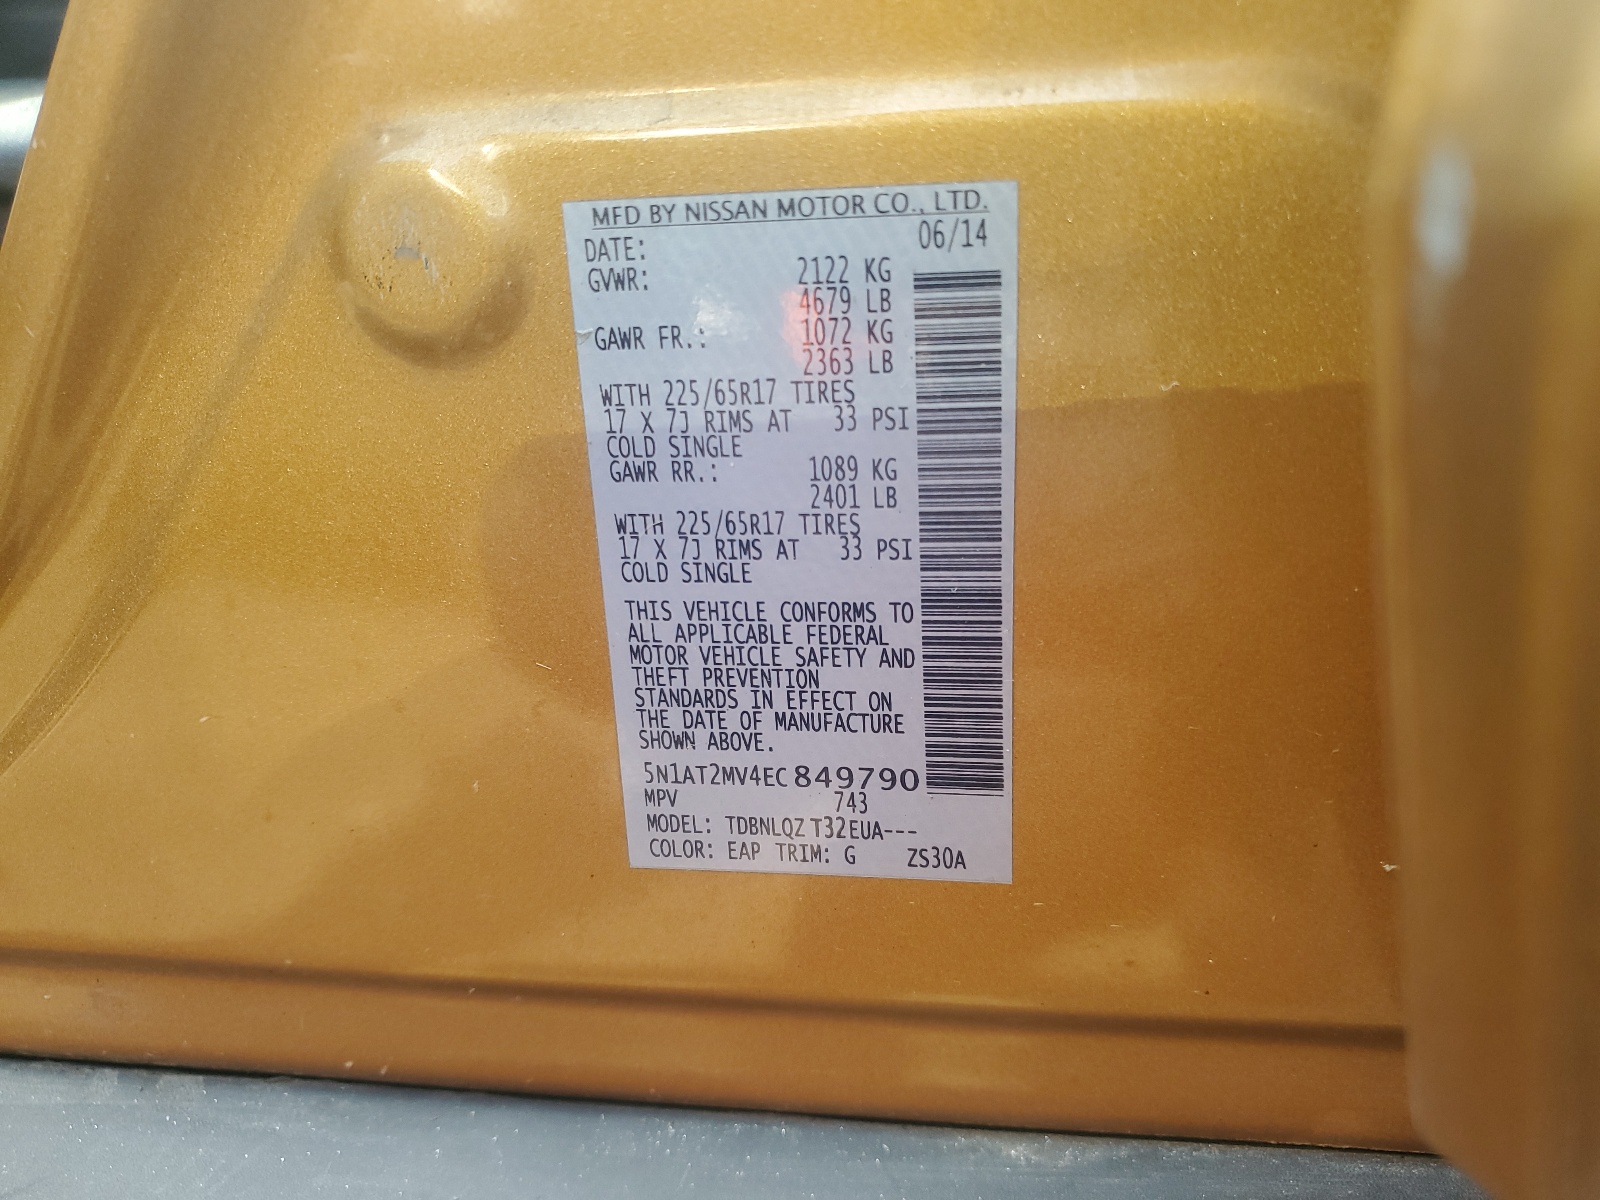 MFD BY NISSAN MOTOR CO., LTD.
DATE: 06/14
GVWR: 2122 KG
4679 LB
GAWR FR.: 1072 KG
2363 LB
WITH 225/65R17 TIRES
17 X 7J RIMS AT 33 PSI
COLD SINGLE
GAWR RR.: 1089 KG
2401 LB
WITH 225/65R17 TIRES
17 X 7J RIMS AT 33 PSI
COLD SINGLE
THIS VEHICLE CONFORMS TO
ALL APPLICABLE FEDERAL
MOTOR VEHICLE SAFETY AND
THEFT PREVENTION
STANDARDS IN EFFECT ON
THE DATE OF MANUFACTURE
SHOWN ABOVE.
5N1AT2MV4EC849790
MPV 743
MODEL: TDBNLQZ T32EUA---
COLOR: EAP TRIM: G ZS30A